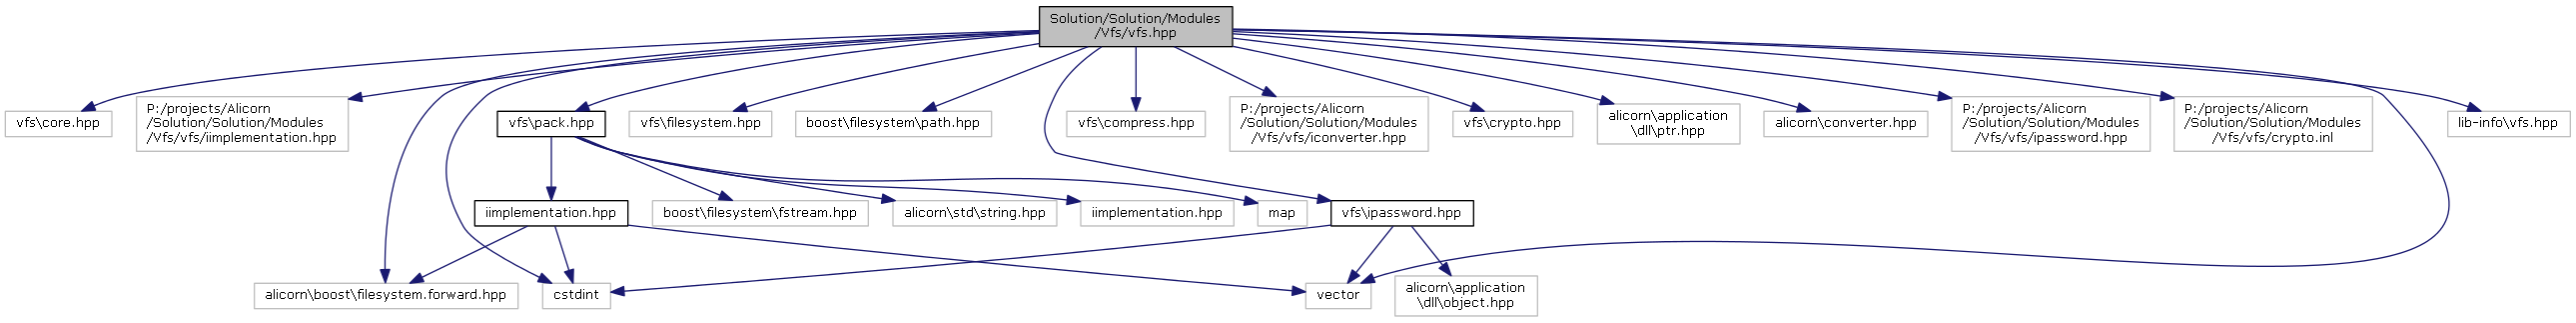 Solution/Solution/Modules
/Vfs/vfs.hpp
vfs\core.hpp
P:/projects/Alicorn
/Solution/Solution/Modules
/Vfs/vfs/iimplementation.hpp
vfs\pack.hpp
vfs\filesystem.hpp
boost\filesystem\path.hpp
vfs\compress.hpp
P:/projects/Alicorn
/Solution/Solution/Modules
/Vfs/vfs/iconverter.hpp
vfs\crypto.hpp
alicorn\application
\dll\ptr.hpp
alicorn\converter.hpp
P:/projects/Alicorn
/Solution/Solution/Modules
/Vfs/vfs/ipassword.hpp
P:/projects/Alicorn
/Solution/Solution/Modules
/Vfs/vfs/crypto.inl
lib-info\vfs.hpp
iimplementation.hpp
boost\filesystem\fstream.hpp
alicorn\std\string.hpp
iimplementation.hpp
map
vfs\ipassword.hpp
alicorn\boost\filesystem.forward.hpp
cstdint
vector
alicorn\application
\dll\object.hpp